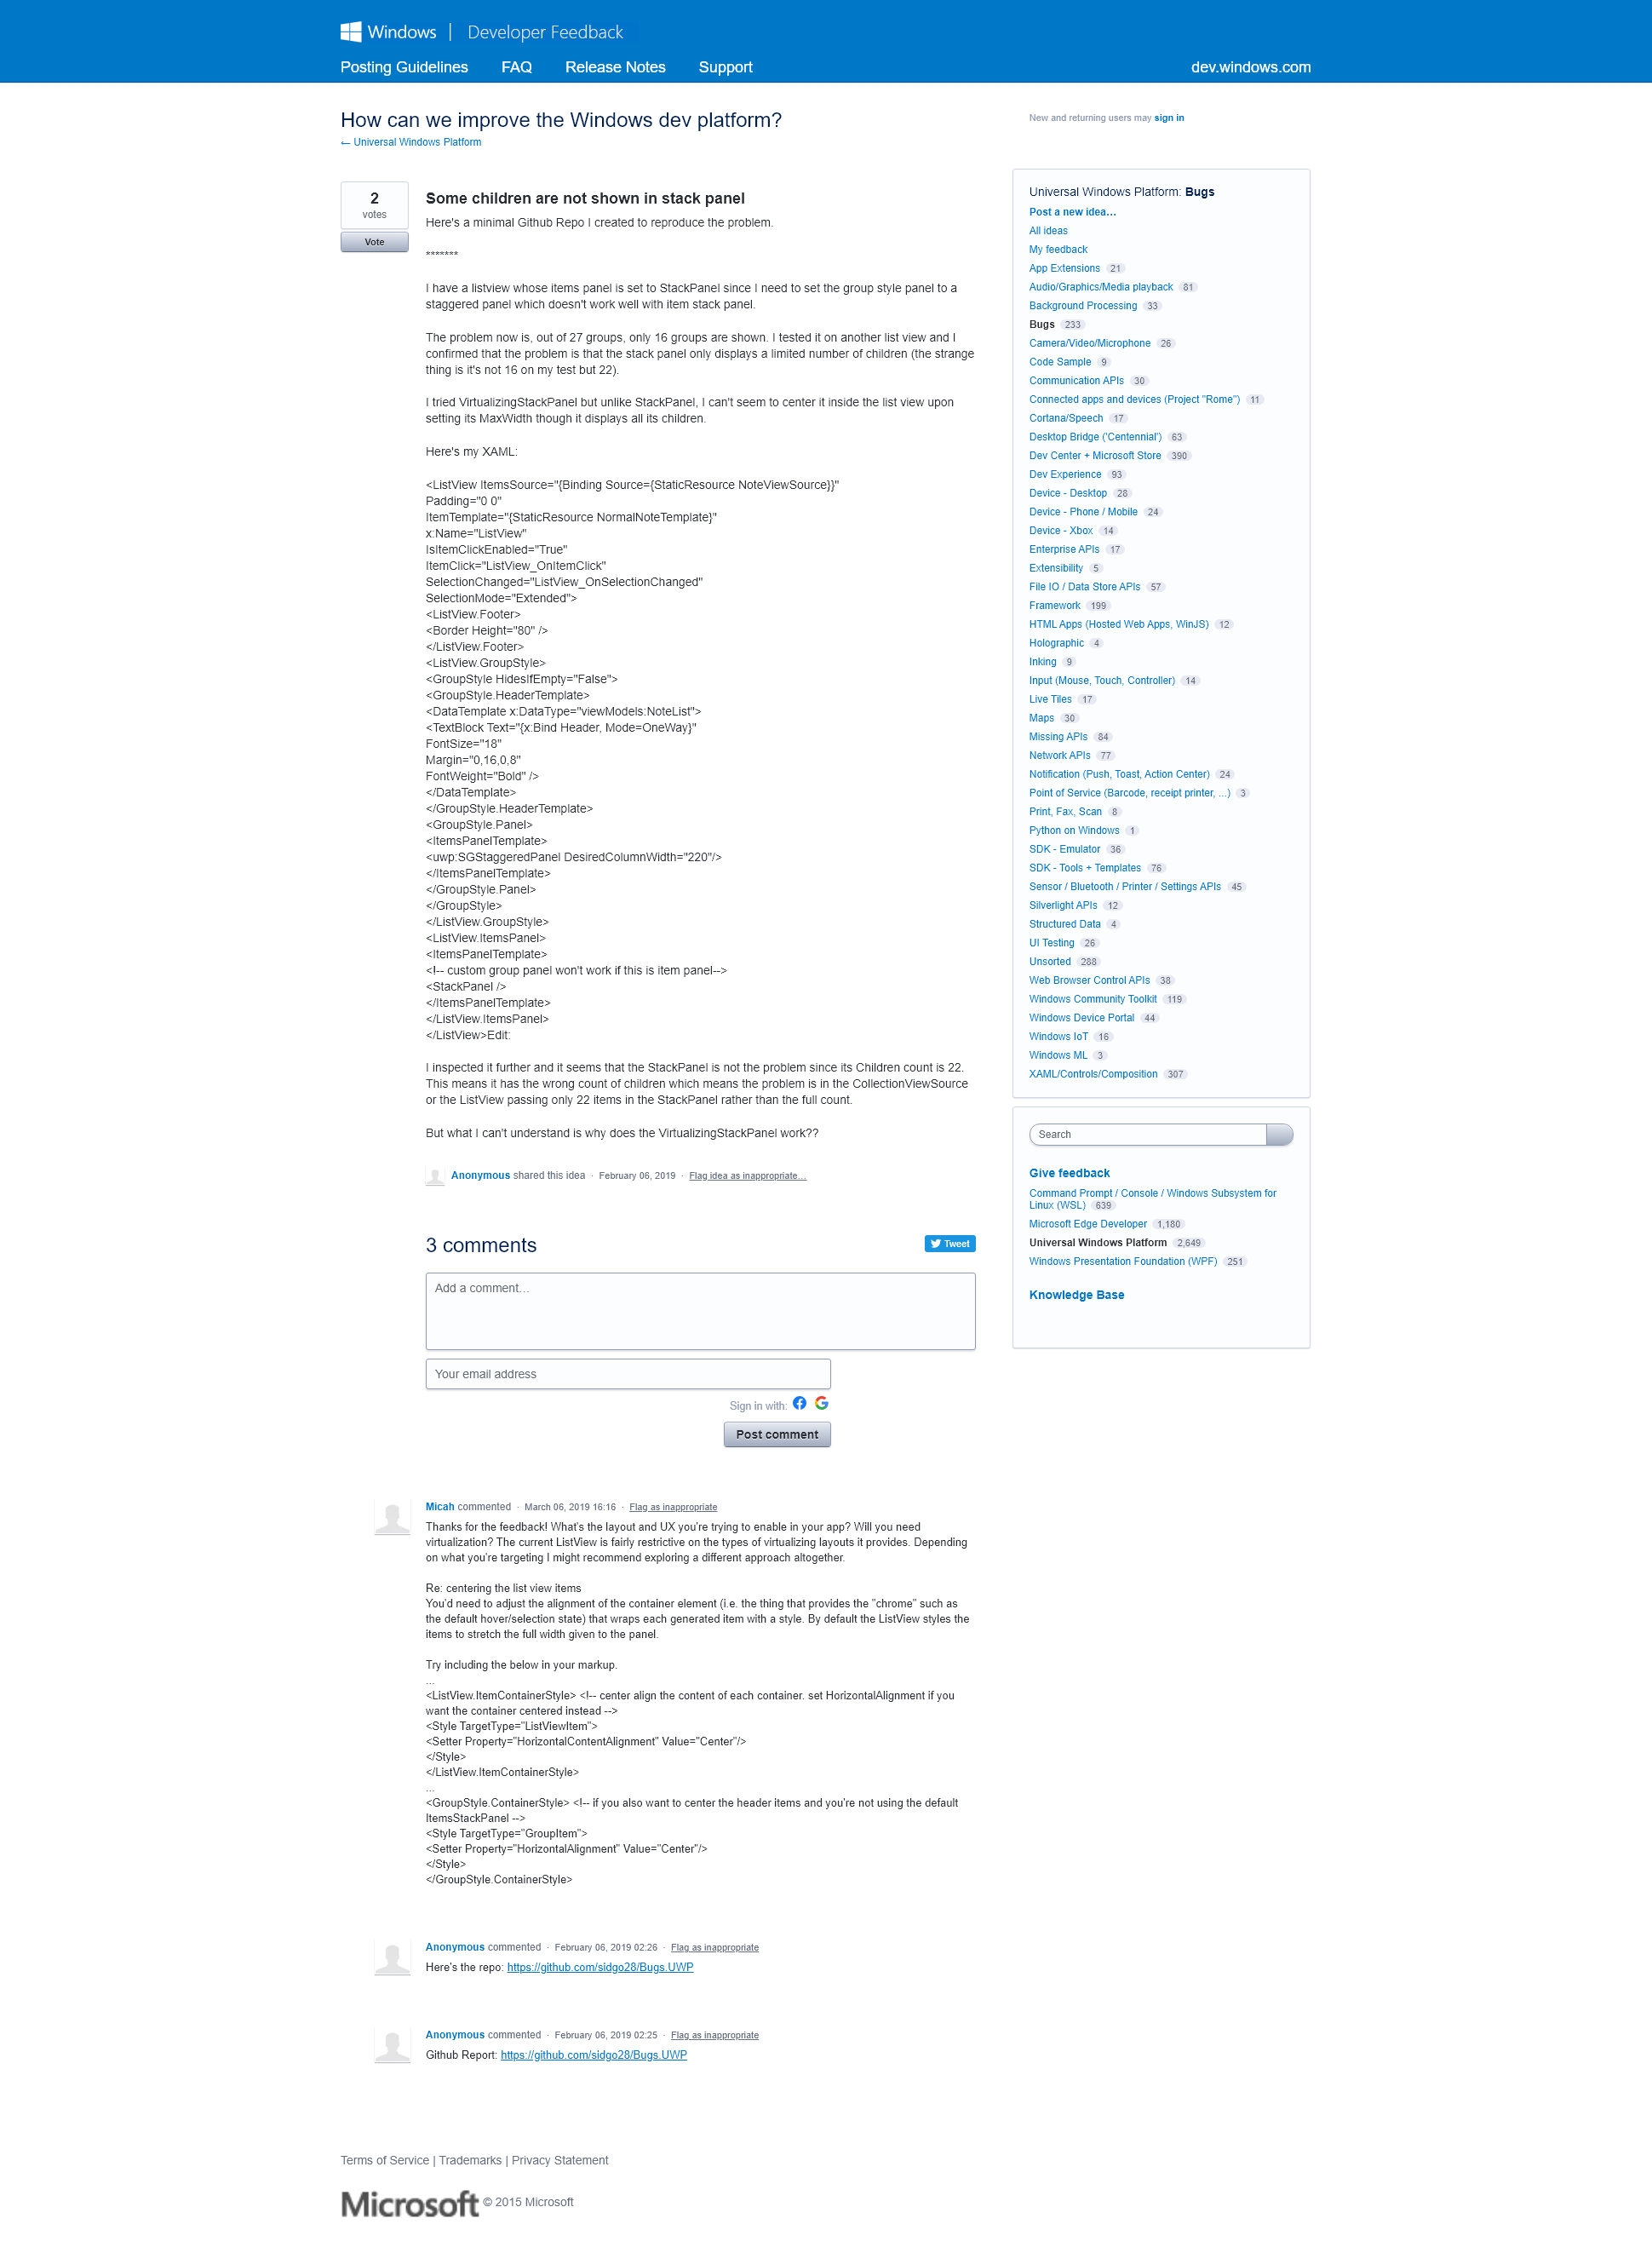 Windows | Developer Feedback
Posting Guidelines FAQ Release Notes Support dev.windows.com
How can we improve the Windows dev platform?
← Universal Windows Platform
New and returning users may sign in
2
votes
Vote
Some children are not shown in stack panel
Here's a minimal Github Repo I created to reproduce the problem.
*******
I have a listview whose items panel is set to StackPanel since I need to set the group style panel to a
staggered panel which doesn't work well with item stack panel.
The problem now is, out of 27 groups, only 16 groups are shown. I tested it on another list view and I
confirmed that the problem is that the stack panel only displays a limited number of children (the strange
thing is it's not 16 on my test but 22).
I tried VirtualizingStackPanel but unlike StackPanel, I can't seem to center it inside the list view upon
setting its MaxWidth though it displays all its children.
Here's my XAML:
<ListView ItemsSource="{Binding Source={StaticResource NoteViewSource}}"
Padding="0 0"
ItemTemplate="{StaticResource NormalNoteTemplate}"
x:Name="ListView"
IsItemClickEnabled="True"
ItemClick="ListView_OnItemClick"
SelectionChanged="ListView_OnSelectionChanged"
SelectionMode="Extended">
<ListView.Footer>
<Border Height="80" />
</ListView.Footer>
<ListView.GroupStyle>
<GroupStyle HidesIfEmpty="False">
<GroupStyle.HeaderTemplate>
<DataTemplate x:DataType="viewModels:NoteList">
<TextBlock Text="{x:Bind Header, Mode=OneWay}"
FontSize="18"
Margin="0,16,0,8"
FontWeight="Bold" />
</DataTemplate>
</GroupStyle.HeaderTemplate>
<GroupStyle.Panel>
<ItemsPanelTemplate>
<uwp:SGStaggeredPanel DesiredColumnWidth="220"/>
</ItemsPanelTemplate>
</GroupStyle.Panel>
</GroupStyle>
</ListView.GroupStyle>
<ListView.ItemsPanel>
<ItemsPanelTemplate>
<!-- custom group panel won't work if this is item panel-->
<StackPanel />
</ItemsPanelTemplate>
</ListView.ItemsPanel>
</ListView>Edit:
I inspected it further and it seems that the StackPanel is not the problem since its Children count is 22.
This means it has the wrong count of children which means the problem is in the CollectionViewSource
or the ListView passing only 22 items in the StackPanel rather than the full count.
But what I can't understand is why does the VirtualizingStackPanel work??
Anonymous shared this idea · February 06, 2019 · Flag idea as inappropriate…
3 comments
Tweet
Add a comment…
Your email address
Sign in with:
Post comment
Micah commented · March 06, 2019 16:16 · Flag as inappropriate
Thanks for the feedback! What's the layout and UX you're trying to enable in your app? Will you need
virtualization? The current ListView is fairly restrictive on the types of virtualizing layouts it provides. Depending
on what you're targeting I might recommend exploring a different approach altogether.
Re: centering the list view items
You'd need to adjust the alignment of the container element (i.e. the thing that provides the "chrome" such as
the default hover/selection state) that wraps each generated item with a style. By default the ListView styles the
items to stretch the full width given to the panel.
Try including the below in your markup.
...
<ListView.ItemContainerStyle> <!-- center align the content of each container. set HorizontalAlignment if you
want the container centered instead -->
<Style TargetType="ListViewItem">
<Setter Property="HorizontalContentAlignment" Value="Center"/>
</Style>
</ListView.ItemContainerStyle>
...
<GroupStyle.ContainerStyle> <!-- if you also want to center the header items and you're not using the default
ItemsStackPanel -->
<Style TargetType="GroupItem">
<Setter Property="HorizontalAlignment" Value="Center"/>
</Style>
</GroupStyle.ContainerStyle>
Anonymous commented · February 06, 2019 02:26 · Flag as inappropriate
Here's the repo: https://github.com/sidgo28/Bugs.UWP
Anonymous commented · February 06, 2019 02:25 · Flag as inappropriate
Github Report: https://github.com/sidgo28/Bugs.UWP
Universal Windows Platform: Bugs
Post a new idea…
All ideas
My feedback
App Extensions 21
Audio/Graphics/Media playback 81
Background Processing 33
Bugs 233
Camera/Video/Microphone 26
Code Sample 9
Communication APIs 30
Connected apps and devices (Project "Rome") 11
Cortana/Speech 17
Desktop Bridge ('Centennial') 63
Dev Center + Microsoft Store 390
Dev Experience 93
Device - Desktop 28
Device - Phone / Mobile 24
Device - Xbox 14
Enterprise APIs 17
Extensibility 5
File IO / Data Store APIs 57
Framework 199
HTML Apps (Hosted Web Apps, WinJS) 12
Holographic 4
Inking 9
Input (Mouse, Touch, Controller) 14
Live Tiles 17
Maps 30
Missing APIs 84
Network APIs 77
Notification (Push, Toast, Action Center) 24
Point of Service (Barcode, receipt printer, ...) 3
Print, Fax, Scan 8
Python on Windows 1
SDK - Emulator 36
SDK - Tools + Templates 76
Sensor / Bluetooth / Printer / Settings APIs 45
Silverlight APIs 12
Structured Data 4
UI Testing 26
Unsorted 288
Web Browser Control APIs 38
Windows Community Toolkit 119
Windows Device Portal 44
Windows IoT 16
Windows ML 3
XAML/Controls/Composition 307
Search
Give feedback
Command Prompt / Console / Windows Subsystem for
Linux (WSL) 639
Microsoft Edge Developer 1,180
Universal Windows Platform 2,649
Windows Presentation Foundation (WPF) 251
Knowledge Base
Terms of Service | Trademarks | Privacy Statement
Microsoft © 2015 Microsoft